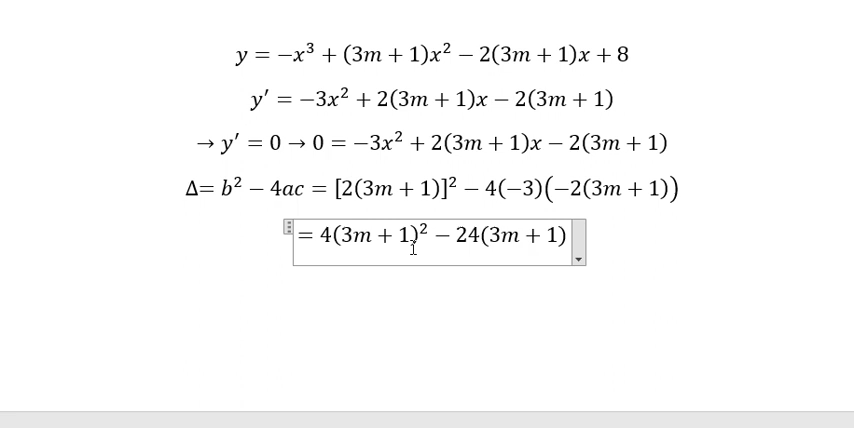 y = −x³ + (3m + 1)x² − 2(3m + 1)x + 8
y′ = −3x² + 2(3m + 1)x − 2(3m + 1)
→ y′ = 0 → 0 = −3x² + 2(3m + 1)x − 2(3m + 1)
Δ= b² − 4ac = [2(3m + 1)]² − 4(−3)(−2(3m + 1))
= 4(3m + 1)² − 24(3m + 1)